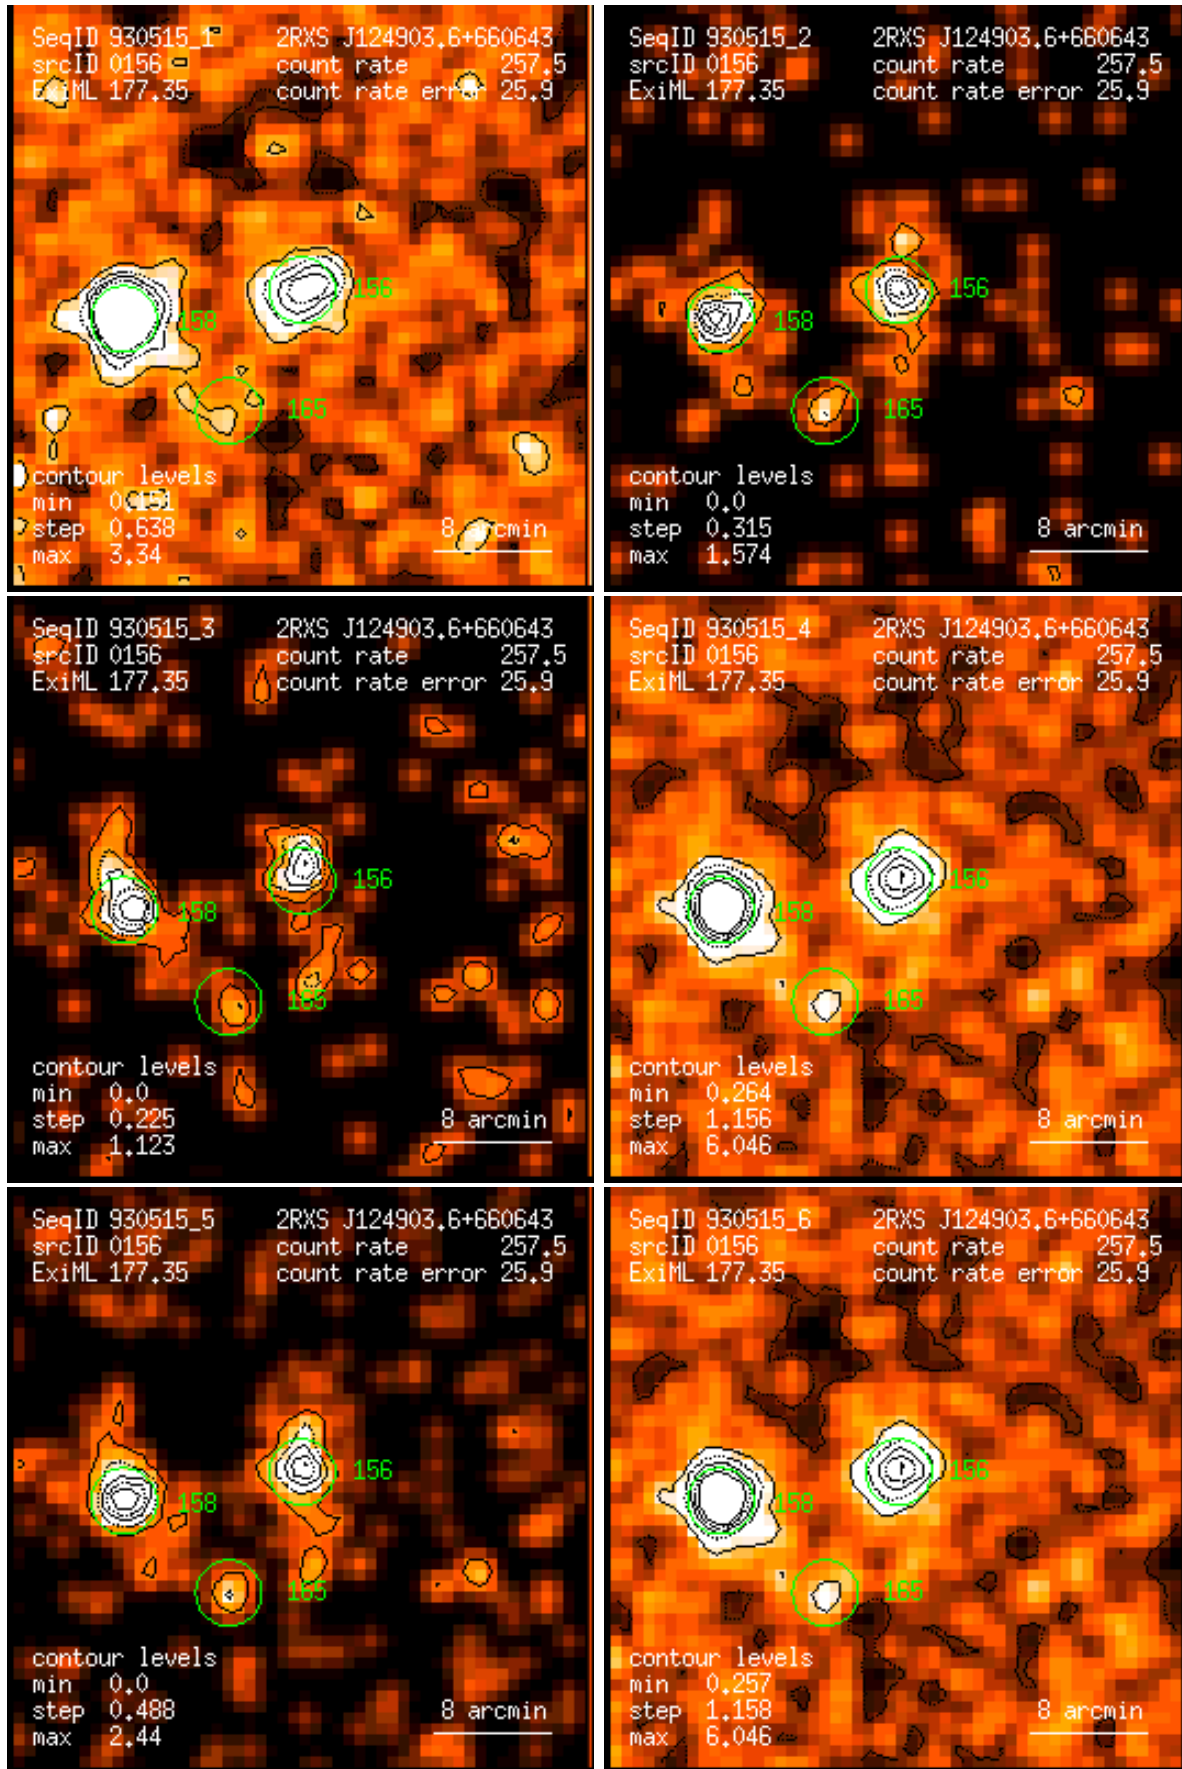 SeqID 930515_1 2RXS J124903.6+660643
srcID 0156 count rate 257.5
ExiML 177.35 count rate error 25.9
156
158
165
contour levels
min 0.151
step 0.638
max 3.34
8 arcmin
SeqID 930515_2 2RXS J124903.6+660643
srcID 0156 count rate 257.5
ExiML 177.35 count rate error 25.9
156
158
165
contour levels
min 0.0
step 0.315
max 1.574
8 arcmin
SeqID 930515_3 2RXS J124903.6+660643
srcID 0156 count rate 257.5
ExiML 177.35 count rate error 25.9
156
158
165
contour levels
min 0.0
step 0.225
max 1.123
8 arcmin
SeqID 930515_4 2RXS J124903.6+660643
srcID 0156 count rate 257.5
ExiML 177.35 count rate error 25.9
156
158
165
contour levels
min 0.264
step 1.156
max 6.046
8 arcmin
SeqID 930515_5 2RXS J124903.6+660643
srcID 0156 count rate 257.5
ExiML 177.35 count rate error 25.9
156
158
165
contour levels
min 0.0
step 0.488
max 2.44
8 arcmin
SeqID 930515_6 2RXS J124903.6+660643
srcID 0156 count rate 257.5
ExiML 177.35 count rate error 25.9
156
158
165
contour levels
min 0.257
step 1.158
max 6.046
8 arcmin